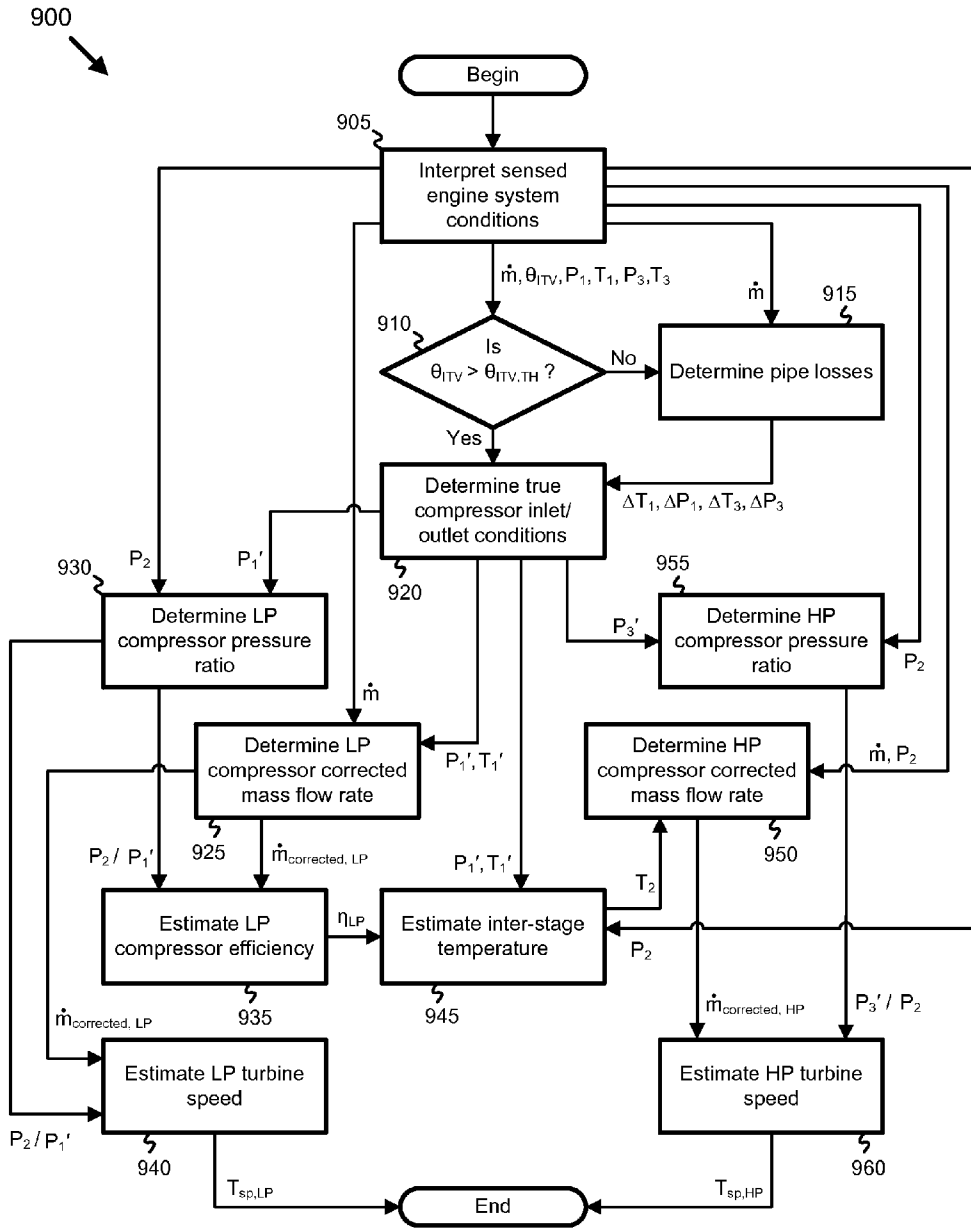 900
Begin
905
Interpret sensed
engine system
conditions
ṁ, θITV, P1, T1, P3, T3
ṁ
915
910
Is
θITV > θITV,TH ?
No
Determine pipe losses
Yes
Determine true
compressor inlet/
outlet conditions
ΔT1, ΔP1, ΔT3, ΔP3
920
P2
P1′
930
Determine LP
compressor pressure
ratio
955
P3′
Determine HP
compressor pressure
ratio
P2
ṁ
Determine LP
compressor corrected
mass flow rate
P1′, T1′
Determine HP
compressor corrected
mass flow rate
ṁ, P2
925
950
P2 / P1′
ṁcorrected, LP
P1′, T1′
T2
Estimate LP
compressor efficiency
ηLP
Estimate inter-stage
temperature
P2
935
945
ṁcorrected, LP
ṁcorrected, HP
P3′ / P2
Estimate LP turbine
speed
Estimate HP turbine
speed
P2 / P1′
940
960
Tsp,LP
End
Tsp,HP